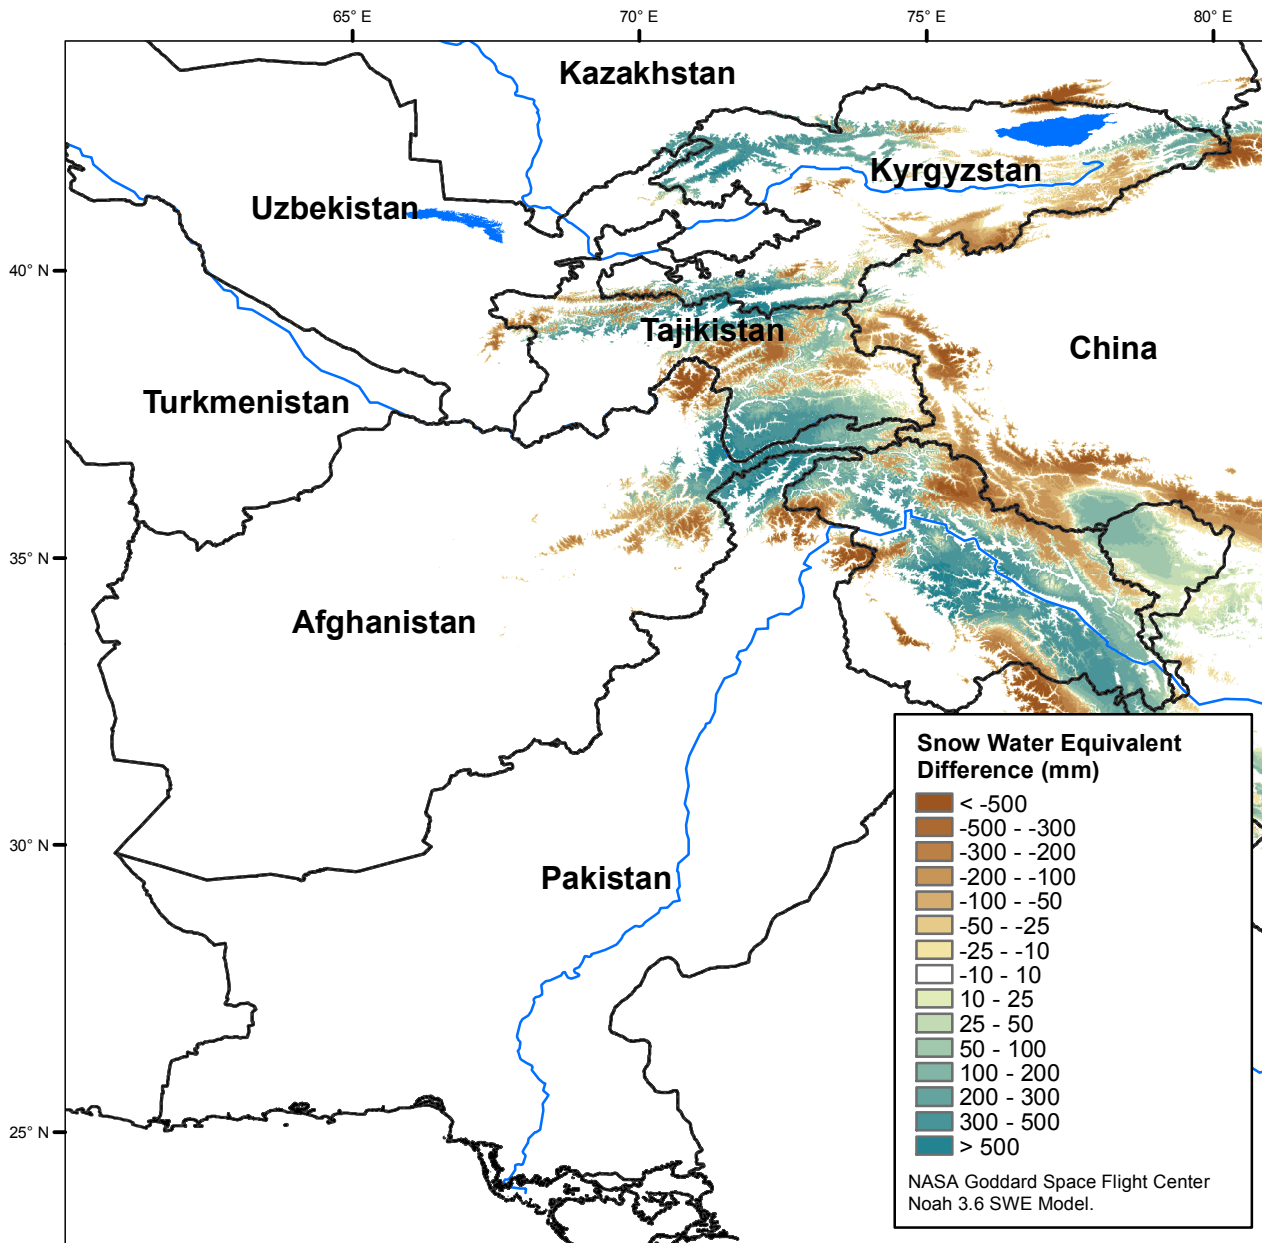 65° E
70° E
75° E
80° E
Kazakhstan
Kyrgyzstan
Uzbekistan
40° N
Tajikistan
China
Turkmenistan
35° N
Afghanistan
Snow Water Equivalent
Difference (mm)
< -500
-500 - -300
-300 - -200
-200 - -100
-100 - -50
-50 - -25
-25 - -10
-10 - 10
10 - 25
25 - 50
50 - 100
100 - 200
200 - 300
300 - 500
> 500
NASA Goddard Space Flight Center
Noah 3.6 SWE Model.
30° N
Pakistan
25° N